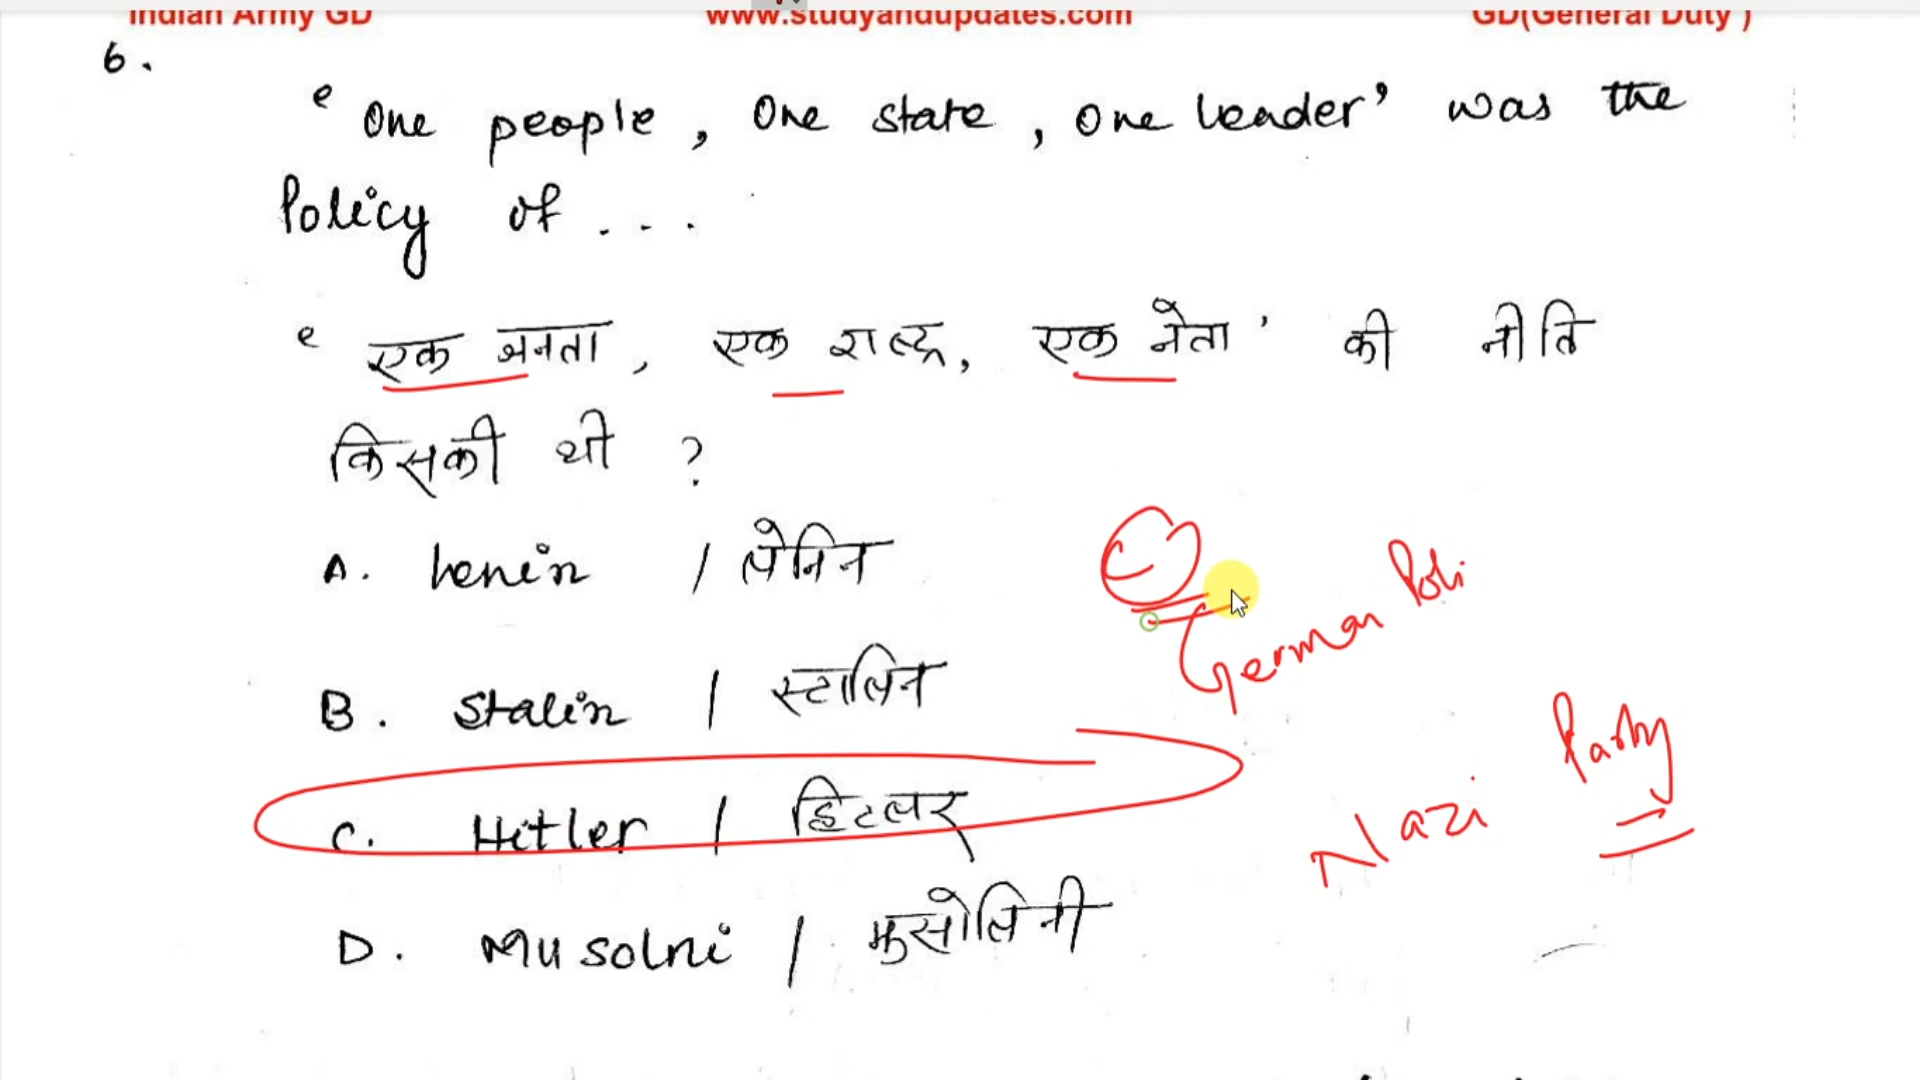 Indian Army GD www.studyandupdates.com GD(General Duty )
6.
‘ One people, One state, One Leader’ was the
Policy of ....
‘ एक जनता, एक राष्ट्र, एक नेता’ की नीति
किसकी थी ?
A. Lenin / लेनिन
C
German Poli
B. Stalin / स्टालिन
Nazi Party
C. Hitler / हिटलर
D. Musolni / मुसोलिनी